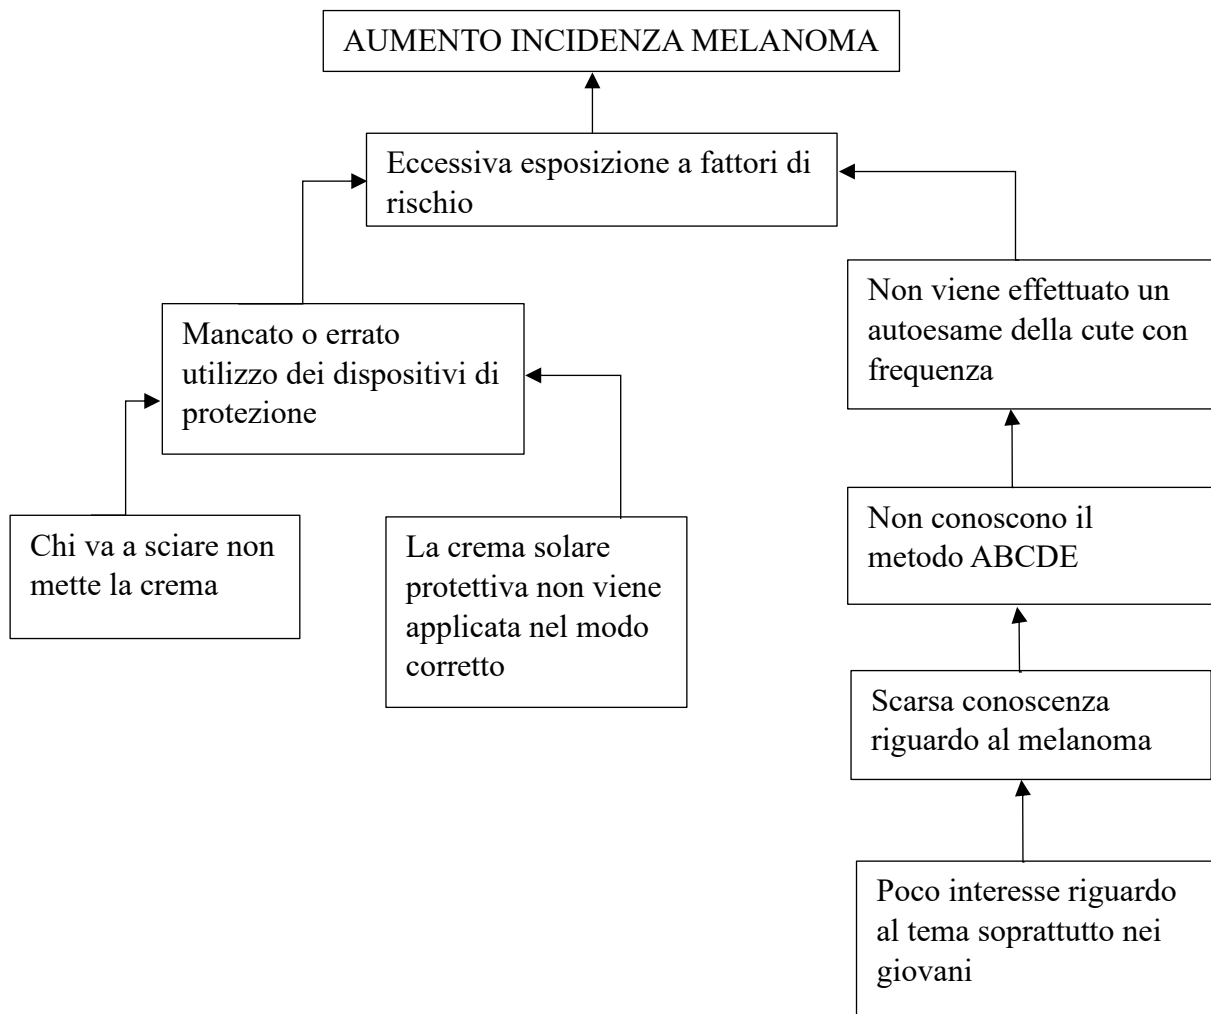 AUMENTO INCIDENZA MELANOMA
Eccessiva esposizione a fattori di
rischio
Non viene effettuato un
autoesame della cute con
frequenza
Mancato o errato
utilizzo dei dispositivi di
protezione
Chi va a sciare non
mette la crema
La crema solare
protettiva non viene
applicata nel modo
corretto
Non conoscono il
metodo ABCDE
Scarsa conoscenza
riguardo al melanoma
Poco interesse riguardo
al tema soprattutto nei
giovani